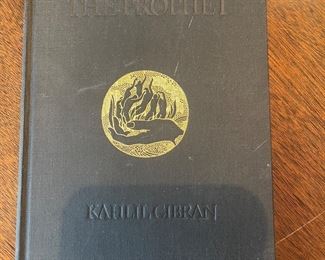 THE PROPHET
KAHLIL GIBRAN